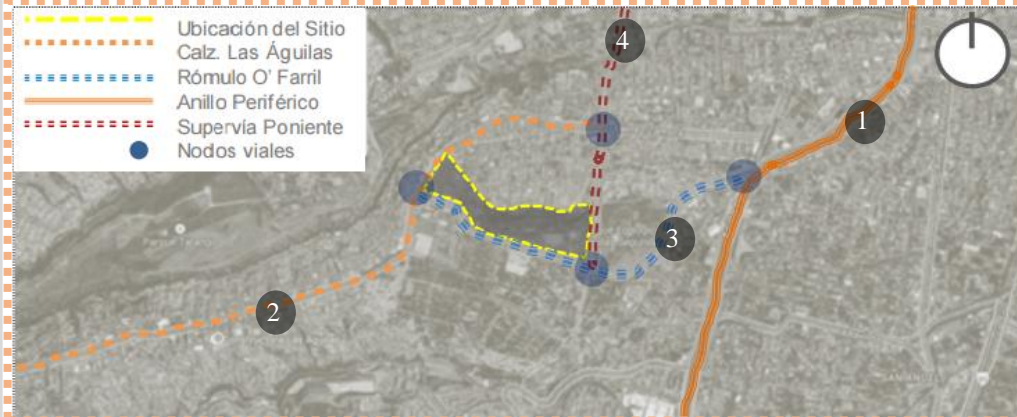 Ubicación del Sitio
Calz. Las Águilas
Rómulo O' Farril
Anillo Periférico
Supervía Poniente
Nodos viales
4
1
3
2